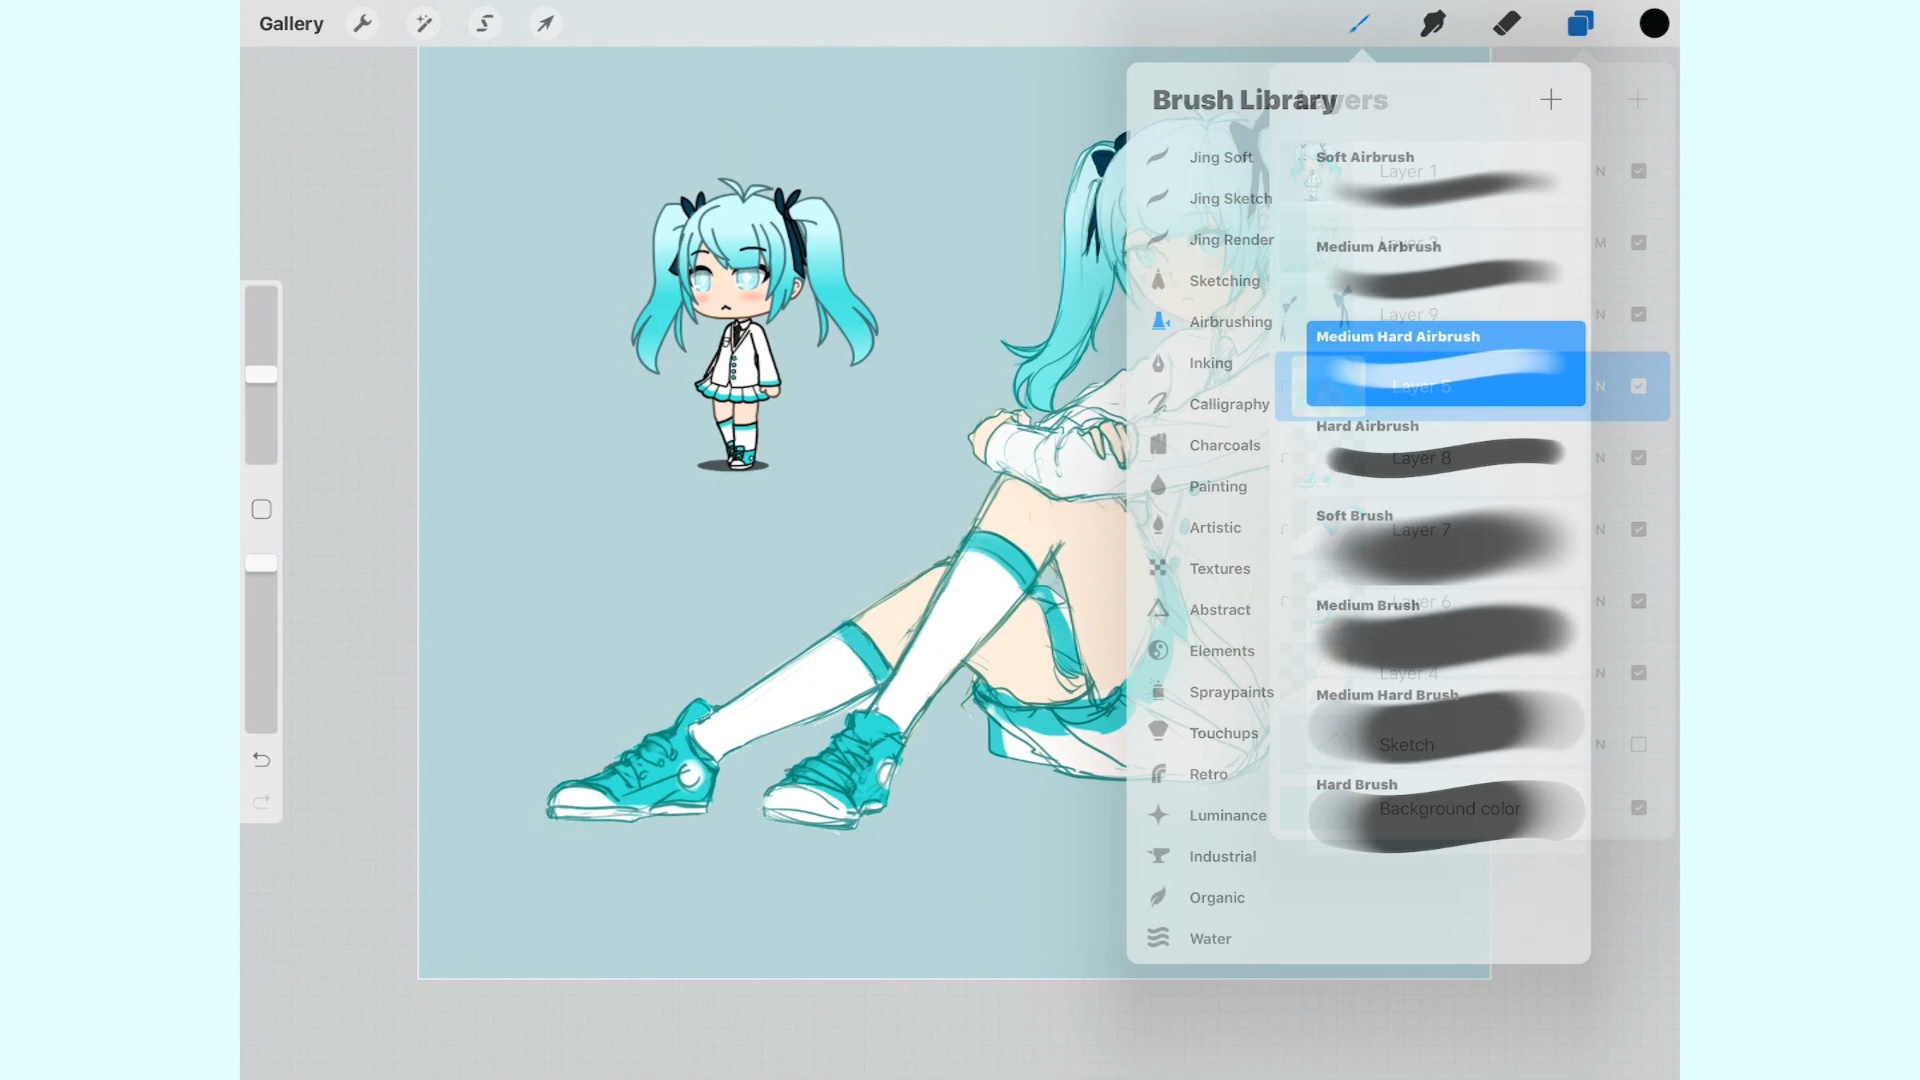 Gallery
Brush Library
Layers
Jing Soft
Jing Sketch
Jing Render
Sketching
Airbrushing
Inking
Calligraphy
Charcoals
Painting
Artistic
Textures
Abstract
Elements
Spraypaints
Touchups
Retro
Luminance
Industrial
Organic
Water
Soft Airbrush
Medium Airbrush
Medium Hard Airbrush
Hard Airbrush
Soft Brush
Medium Brush
Medium Hard Brush
Hard Brush
Layer 1 N
M
Layer 9 N
Layer 5 N
Layer 8 N
Layer 7 N
Layer 6 N
Layer 4 N
Sketch N
Background color